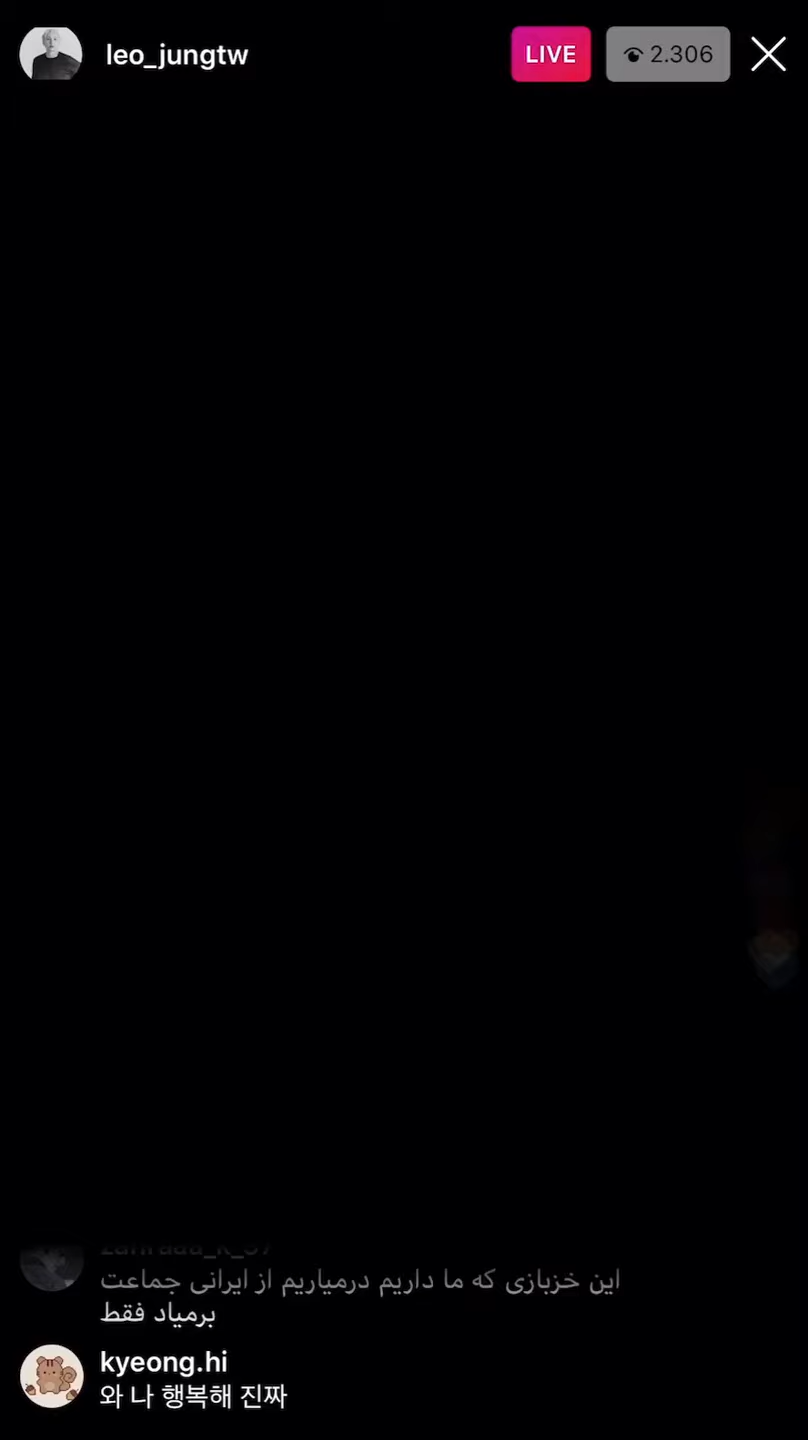 leo_jungtw
LIVE
2.306
این خزبازی که ما داریم درمیاریم از ایرانی جماعت
برمیاد فقط
kyeong.hi
와 나 행복해 진짜